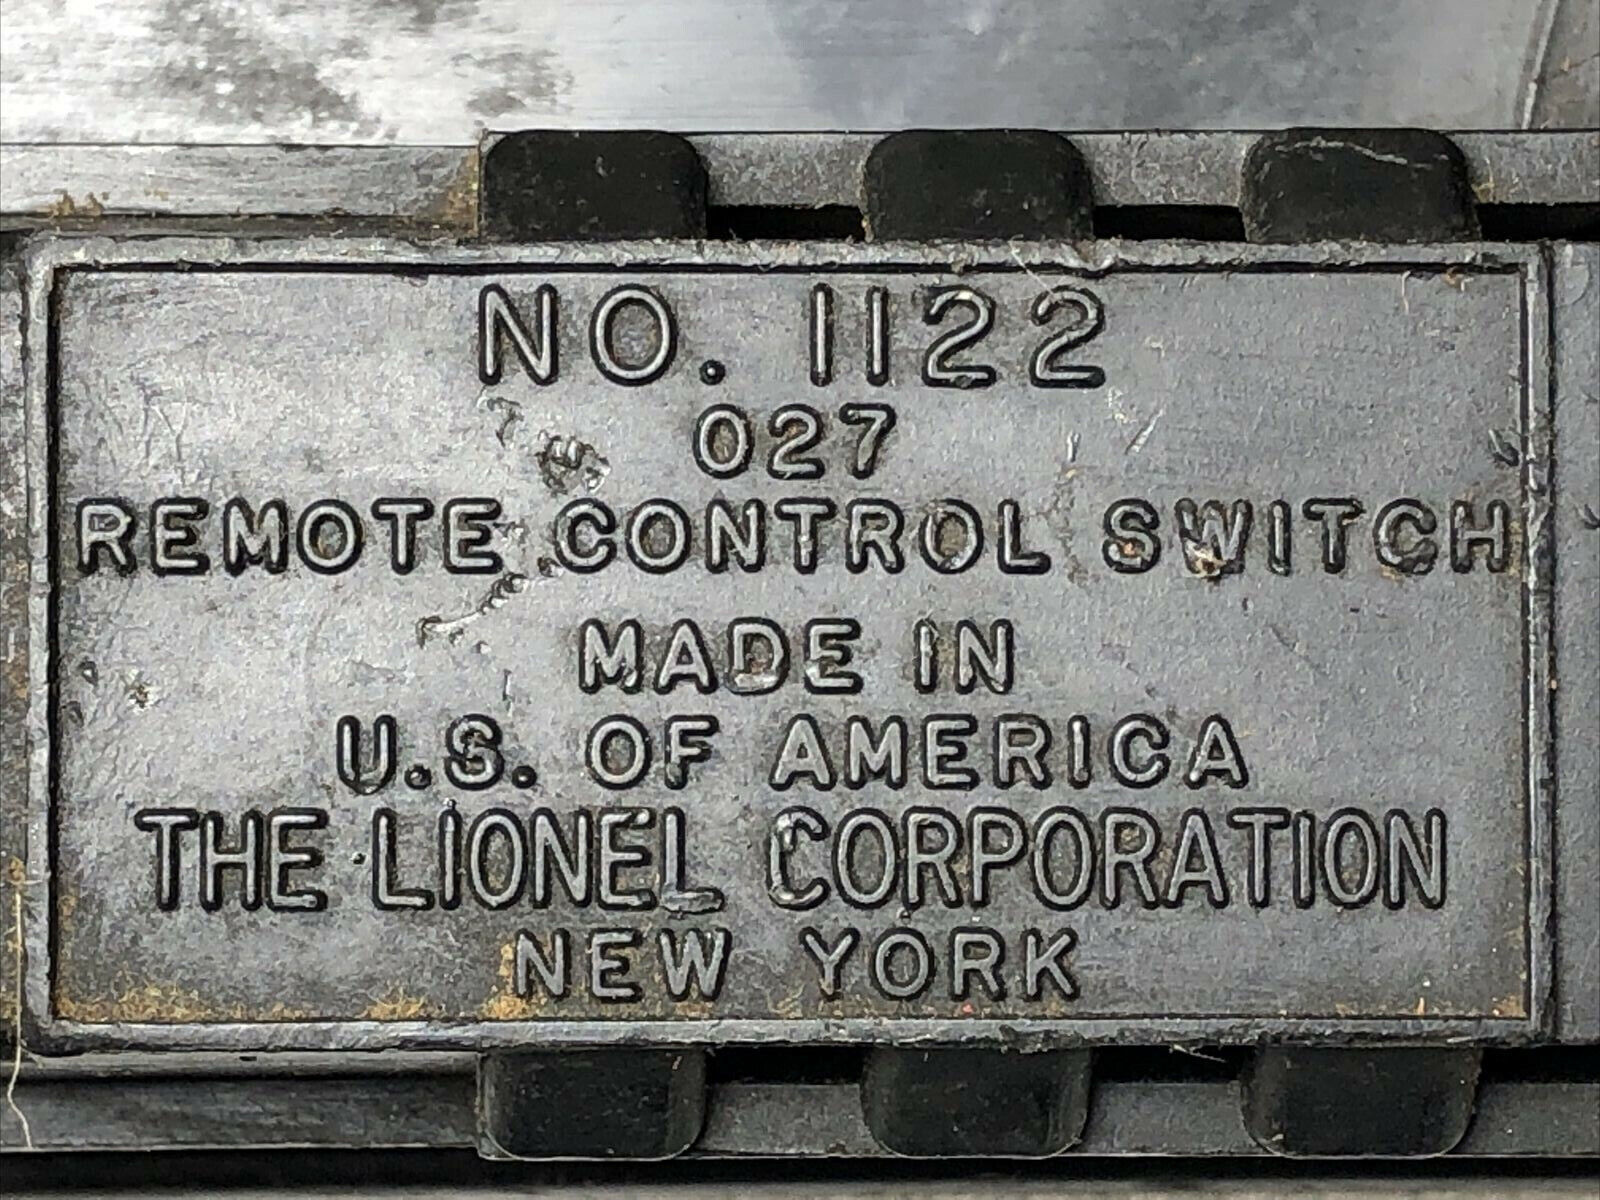 NO. 1122
027
REMOTE CONTROL SWITCH
MADE IN
U.S. OF AMERICA
THE LIONEL CORPORATION
NEW YORK